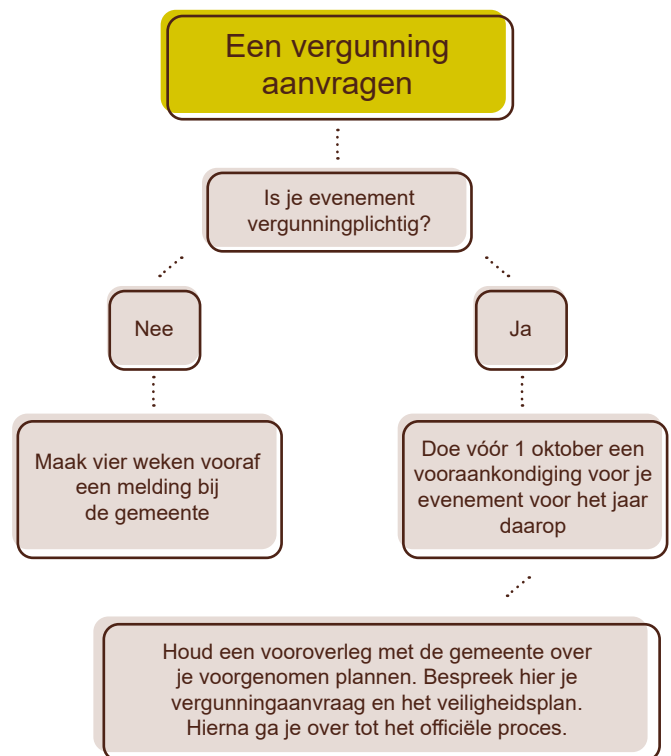 Een vergunning
aanvragen
Is je evenement
vergunningplichtig?
Nee
Ja
Maak vier weken vooraf
een melding bij
de gemeente
Doe vóór 1 oktober een
vooraankondiging voor je
evenement voor het jaar
daarop
Houd een vooroverleg met de gemeente over
je voorgenomen plannen. Bespreek hier je
vergunningaanvraag en het veiligheidsplan.
Hierna ga je over tot het officiële proces.